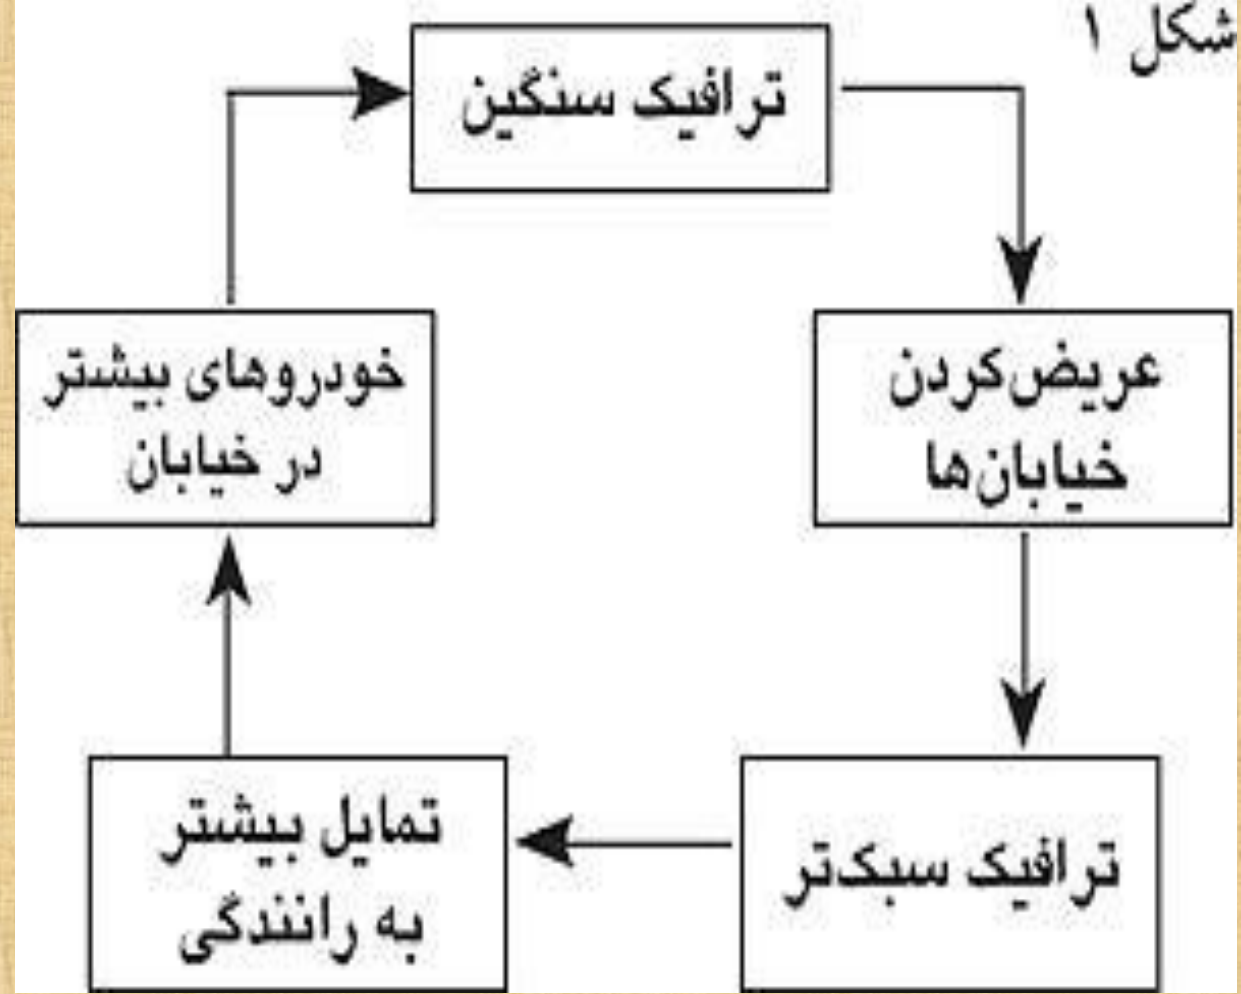 شکل ۱
ترافیک سنگین
عریض‌کردن
خیابان‌ها
ترافیک سبک‌تر
تمایل بیشتر
به رانندگی
خودروهای بیشتر
در خیابان